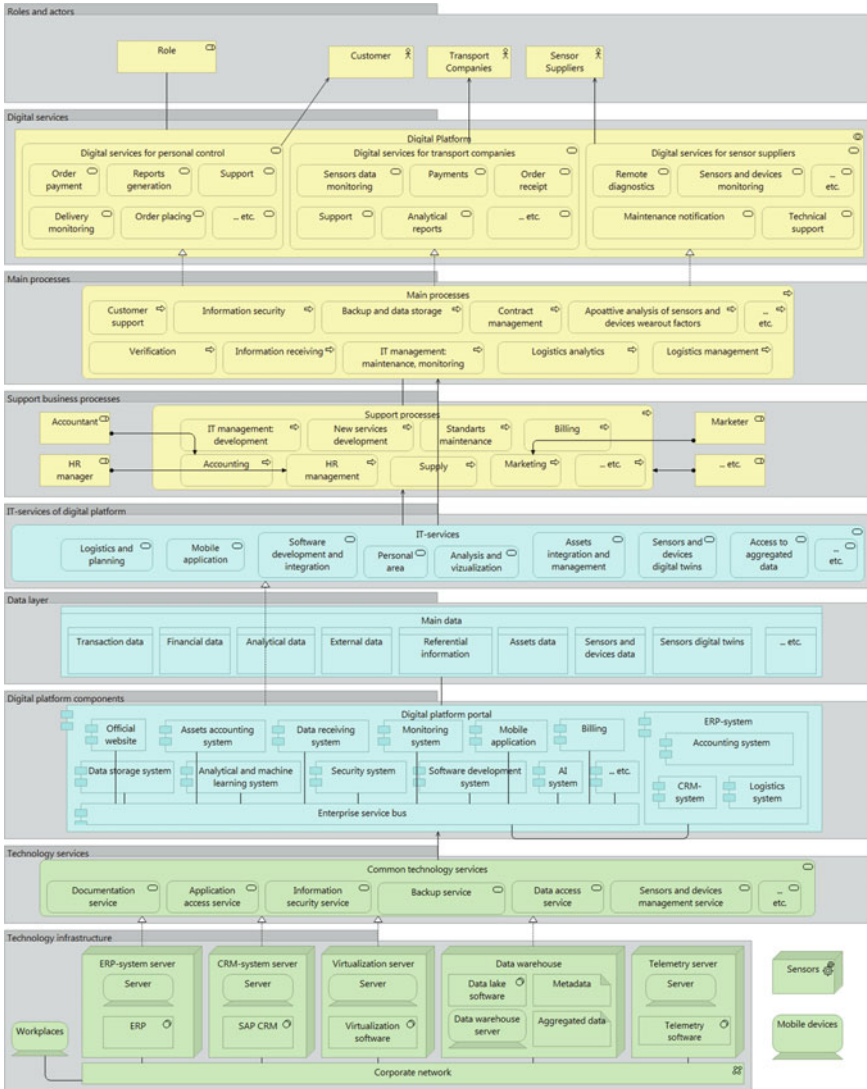 Roles and actors
Role
Customer
Transport
Companies
Sensor
Suppliers
Digital services
Digital Platform
Digital services for personal control
Order
payment
Reports
generation
Support
Delivery
monitoring
Order placing
... etc.
Digital services for transport companies
Sensors data
monitoring
Payments
Order
receipt
Support
Analytical
reports
... etc.
Digital services for sensor suppliers
Remote
diagnostics
Sensors and devices
monitoring
...
etc.
Maintenance notification
Technical
support
Main processes
Main processes
Customer
support
Information security
Backup and data storage
Contract
management
Apoattive analysis of sensors and
devices wearout factors
...
etc.
Verification
Information receiving
IT management:
maintenance, monitoring
Logistics analytics
Logistics management
Support business processes
Support processes
Accountant
HR
manager
IT management:
development
New services
development
Standarts
maintenance
Billing
Accounting
HR
management
Supply
Marketing
... etc.
Marketer
... etc.
IT-services of digital platform
IT-services
Logistics and
planning
Mobile
application
Software
development and
integration
Personal
area
Analysis and
vizualization
Assets
integration and
management
Sensors and
devices
digital twins
Access to
aggregated
data
...
etc.
Data layer
Main data
Transaction data
Financial data
Analytical data
External data
Referential
information
Assets data
Sensors and
devices data
Sensors digital twins
... etc.
Digital platform components
Digital platform portal
Official
website
Assets accounting
system
Data receiving
system
Monitoring
system
Mobile
application
Billing
Data storage system
Analytical and machine
learning system
Security system
Software development
system
AI
system
... etc.
Enterprise service bus
ERP-system
Accounting system
CRM-
system
Logistics
system
Technology services
Common technology services
Documentation
service
Application
access service
Information
security service
Backup service
Data access
service
Sensors and devices
management service
...
etc.
Technology infrastructure
Workplaces
ERP-system server
Server
ERP
CRM-system server
Server
SAP CRM
Virtualization server
Server
Virtualization
software
Data warehouse
Data lake
software
Metadata
Data warehouse
server
Aggregated data
Telemetry server
Server
Telemetry
software
Sensors
Mobile devices
Corporate network